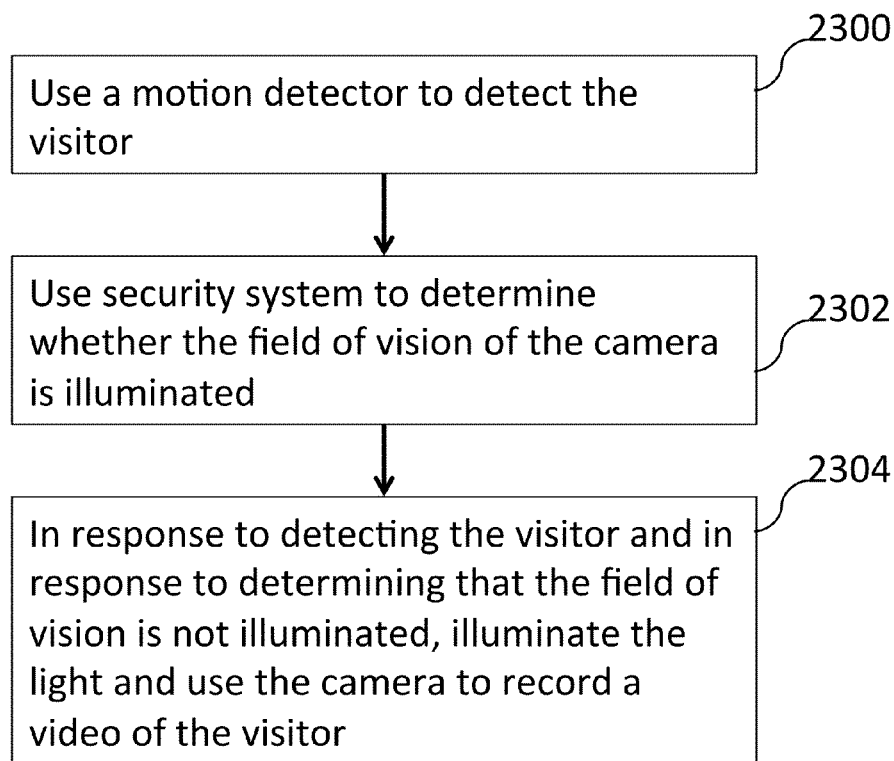 2300
Use a motion detector to detect the
visitor
Use security system to determine
whether the field of vision of the camera
is illuminated
2302
2304
In response to detecting the visitor and in
response to determining that the field of
vision is not illuminated, illuminate the
light and use the camera to record a
video of the visitor